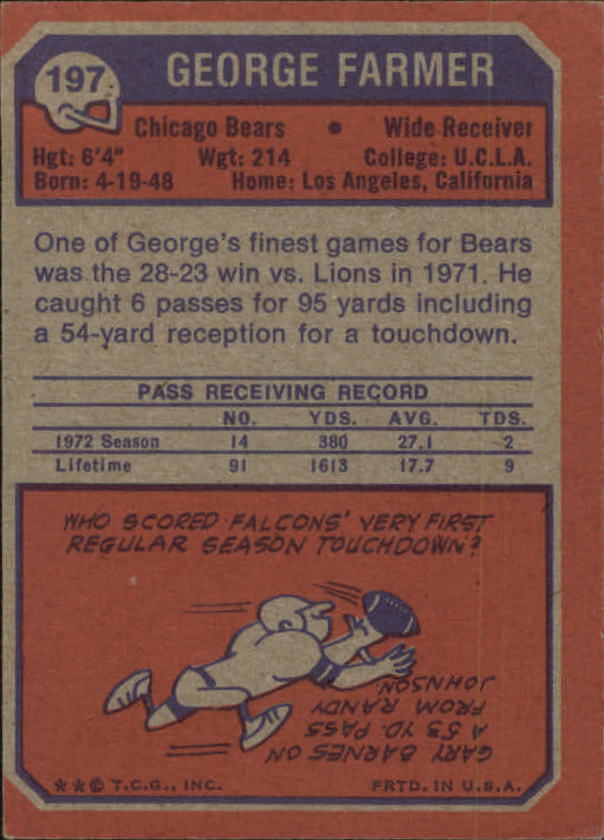 197
GEORGE FARMER
Chicago Bears • Wide Receiver
Hgt: 6'4" Wgt: 214 College: U.C.L.A.
Born: 4-19-48 Home: Los Angeles, California
One of George's finest games for Bears
was the 28-23 win vs. Lions in 1971. He
caught 6 passes for 95 yards including
a 54-yard reception for a touchdown.
PASS RECEIVING RECORD
NO. YDS. AVG. TDS.
1972 Season 14 380 27.1 2
Lifetime 91 1613 17.7 9
WHO SCORED FALCONS' VERY FIRST
REGULAR SEASON TOUCHDOWN?
GARY BARNES ON
A 53 YD. PASS
FROM RANDY
JOHNSON
**© T.C.G., INC. PRTD. IN U.S.A.